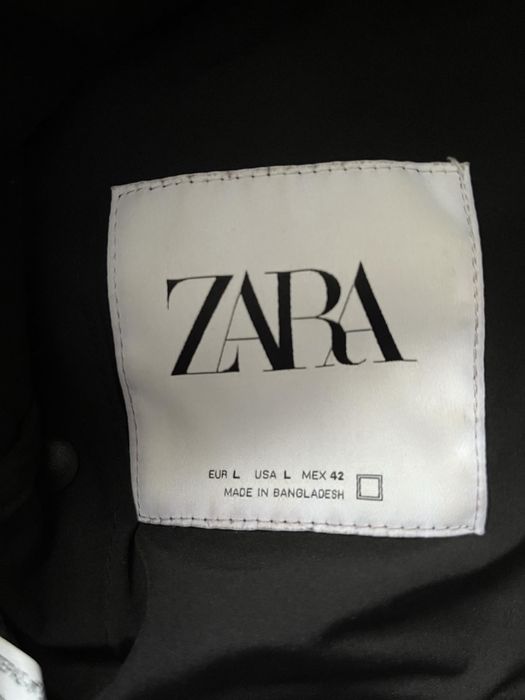 ZARA
EUR L USA L MEX 42
MADE IN BANGLADESH